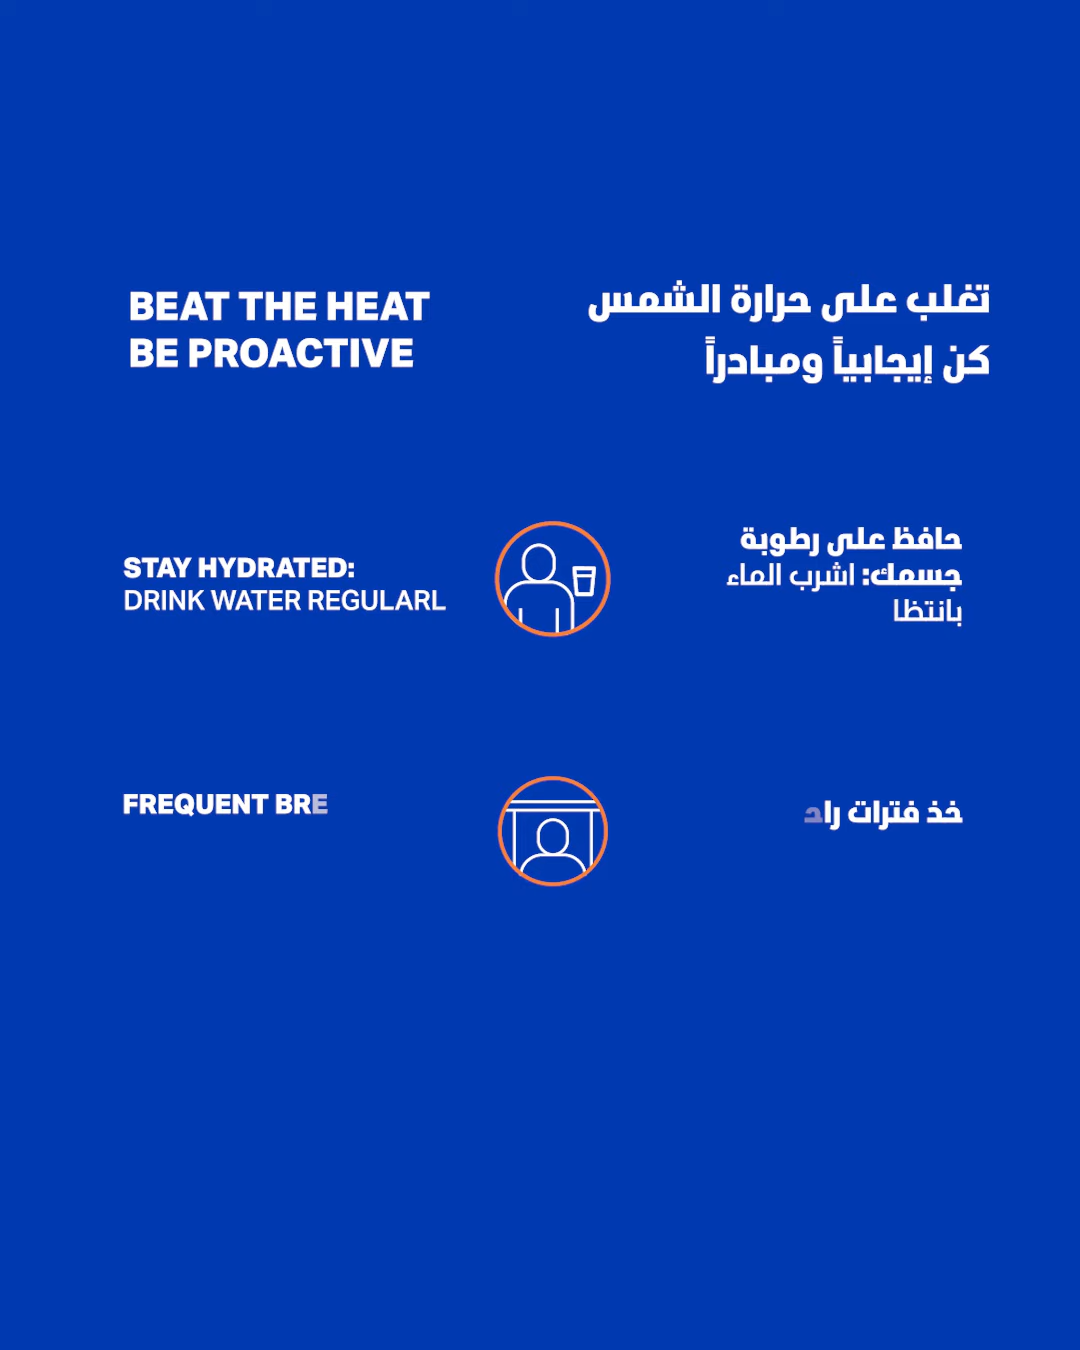 BEAT THE HEAT
BE PROACTIVE
تغلب على حرارة الشمس
كن إيجابياً ومبادراً
STAY HYDRATED:
DRINK WATER REGULARL
حافظ على رطوبة
جسمك: اشرب الماء
بانتظا
FREQUENT BRE
خذ فترات راح